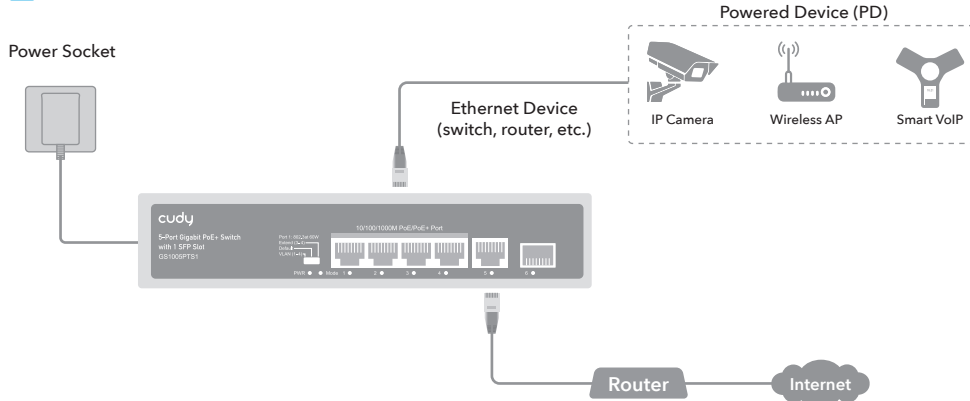 Powered Device (PD)
Power Socket
IP Camera
Wireless AP
Smart VoIP
Ethernet Device
(switch, router, etc.)
cudy
5-Port Gigabit PoE+ Switch
with 1 SFP Slot
GS1005PTS1
10/100/1000M PoE/PoE+ Port
Default
PWR
Mode
1
2
3
4
5
6
Router
Internet